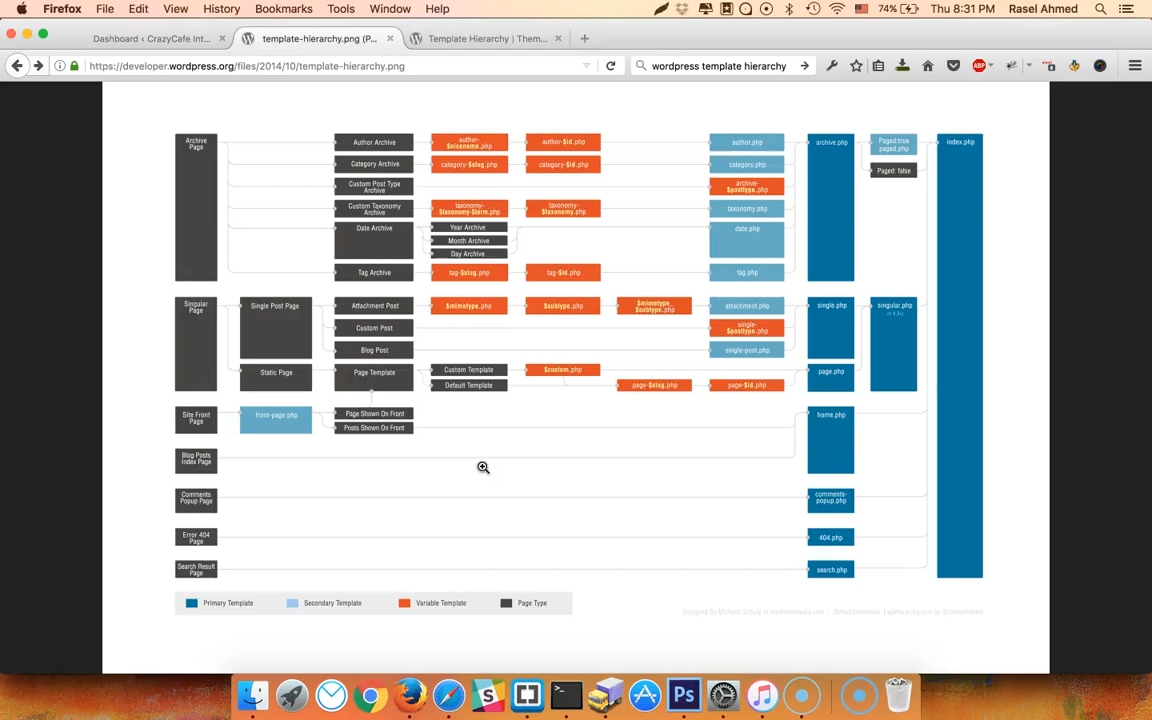 Firefox File Edit View History Bookmarks Tools Window Help 74% Thu 8:31 PM Rasel Ahmed
Dashboard ‹ CrazyCafe Int... template-hierarchy.png (P... Template Hierarchy | Them...
https://developer.wordpress.org/files/2014/10/template-hierarchy.png wordpress template hierarchy
ABP
Archive
Page
Author Archive
author-
$nicename.php
author-$id.php
author.php
archive.php
Paged:true
paged.php
index.php
Category Archive
category-$slug.php
category-$id.php
category.php
Paged: false
Custom Post Type
Archive
archive-
$posttype.php
Custom Taxonomy
Archive
taxonomy-
$taxonomy-$term.php
taxonomy-
$taxonomy.php
taxonomy.php
Date Archive
Year Archive
Month Archive
Day Archive
date.php
Tag Archive
tag-$slug.php
tag-$id.php
tag.php
Singular
Page
Single Post Page
Attachment Post
$mimetype.php
$subtype.php
$mimetype_
$subtype.php
attachment.php
single.php
singular.php
Custom Post
single-
$posttype.php
Blog Post
single-post.php
Static Page
Page Template
Custom Template
$custom.php
page.php
Default Template
page-$slug.php
page-$id.php
Site Front
Page
front-page.php
Page Shown On Front
Posts Shown On Front
home.php
Blog Posts
Index Page
Comments
Popup Page
comments-
popup.php
Error 404
Page
404.php
Search Result
Page
search.php
Primary Template Secondary Template Variable Template Page Type
Ps